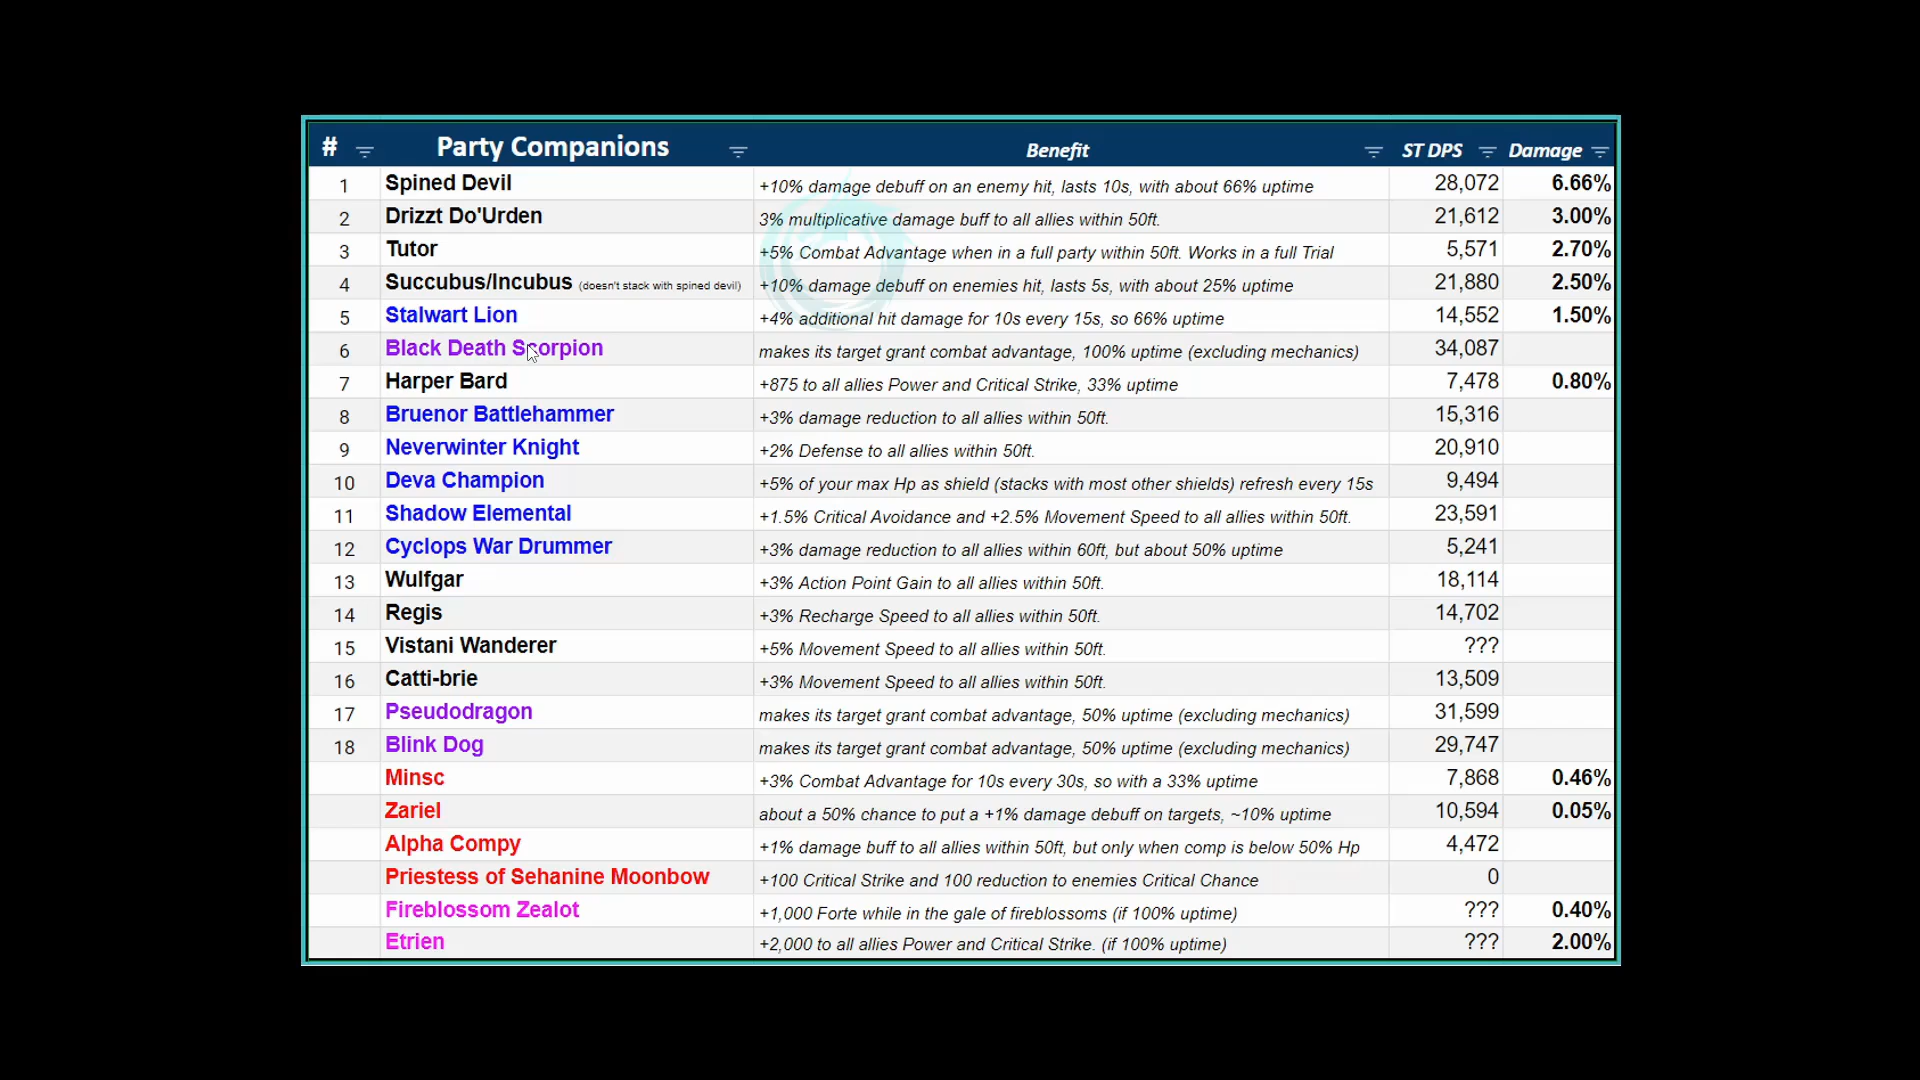 # Party Companions Benefit ST DPS Damage
1 Spined Devil +10% damage debuff on an enemy hit, lasts 10s, with about 66% uptime 28,072 6.66%
2 Drizzt Do'Urden 3% multiplicative damage buff to all allies within 50ft. 21,612 3.00%
3 Tutor +5% Combat Advantage when in a full party within 50ft. Works in a full Trial 5,571 2.70%
4 Succubus/Incubus (doesn't stack with spined devil) +10% damage debuff on enemies hit, lasts 5s, with about 25% uptime 21,880 2.50%
5 Stalwart Lion +4% additional hit damage for 10s every 15s, so 66% uptime 14,552 1.50%
6 Black Death Scorpion makes its target grant combat advantage, 100% uptime (excluding mechanics) 34,087
7 Harper Bard +875 to all allies Power and Critical Strike, 33% uptime 7,478 0.80%
8 Bruenor Battlehammer +3% damage reduction to all allies within 50ft. 15,316
9 Neverwinter Knight +2% Defense to all allies within 50ft. 20,910
10 Deva Champion +5% of your max Hp as shield (stacks with most other shields) refresh every 15s 9,494
11 Shadow Elemental +1.5% Critical Avoidance and +2.5% Movement Speed to all allies within 50ft. 23,591
12 Cyclops War Drummer +3% damage reduction to all allies within 60ft, but about 50% uptime 5,241
13 Wulfgar +3% Action Point Gain to all allies within 50ft. 18,114
14 Regis +3% Recharge Speed to all allies within 50ft. 14,702
15 Vistani Wanderer +5% Movement Speed to all allies within 50ft. ???
16 Catti-brie +3% Movement Speed to all allies within 50ft. 13,509
17 Pseudodragon makes its target grant combat advantage, 50% uptime (excluding mechanics) 31,599
18 Blink Dog makes its target grant combat advantage, 50% uptime (excluding mechanics) 29,747
Minsc +3% Combat Advantage for 10s every 30s, so with a 33% uptime 7,868 0.46%
Zariel about a 50% chance to put a +1% damage debuff on targets, ~10% uptime 10,594 0.05%
Alpha Compy +1% damage buff to all allies within 50ft, but only when comp is below 50% Hp 4,472
Priestess of Sehanine Moonbow +100 Critical Strike and 100 reduction to enemies Critical Chance 0
Fireblossom Zealot +1,000 Forte while in the gale of fireblossoms (if 100% uptime) ??? 0.40%
Etrien +2,000 to all allies Power and Critical Strike. (if 100% uptime) ??? 2.00%